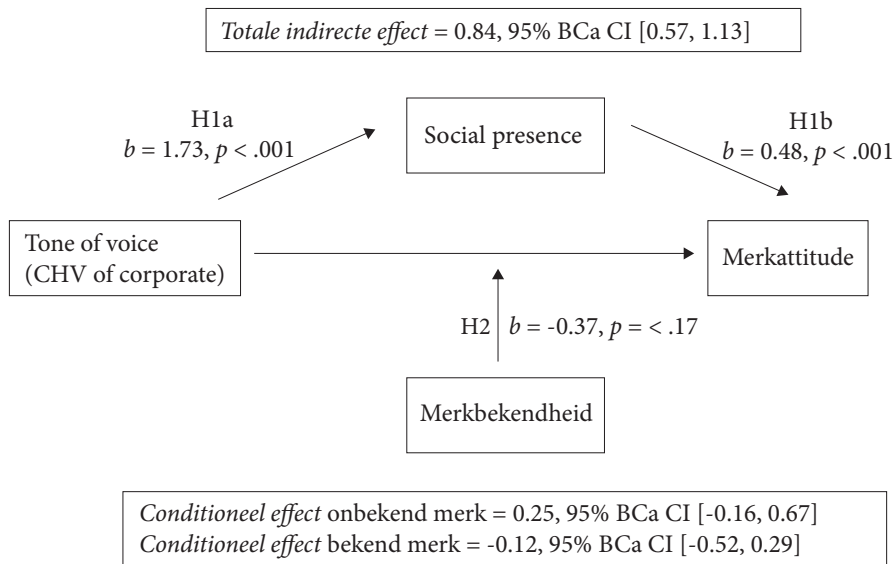 Totale indirecte effect = 0.84, 95% BCa CI [0.57, 1.13]
H1a
b = 1.73, p < .001
Social presence
H1b
b = 0.48, p < .001
Tone of voice
(CHV of corporate)
Merkattitude
H2 b = -0.37, p = < .17
Merkbekendheid
Conditioneel effect onbekend merk = 0.25, 95% BCa CI [-0.16, 0.67]
Conditioneel effect bekend merk = -0.12, 95% BCa CI [-0.52, 0.29]